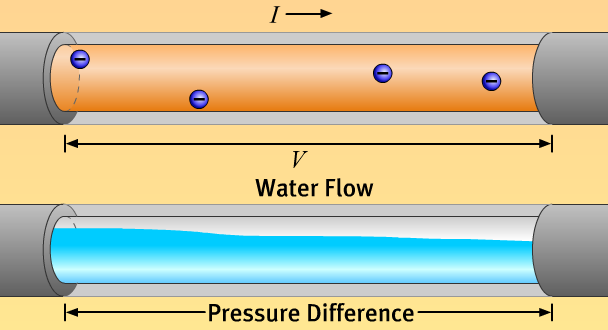 I
V
Water Flow
Pressure Difference